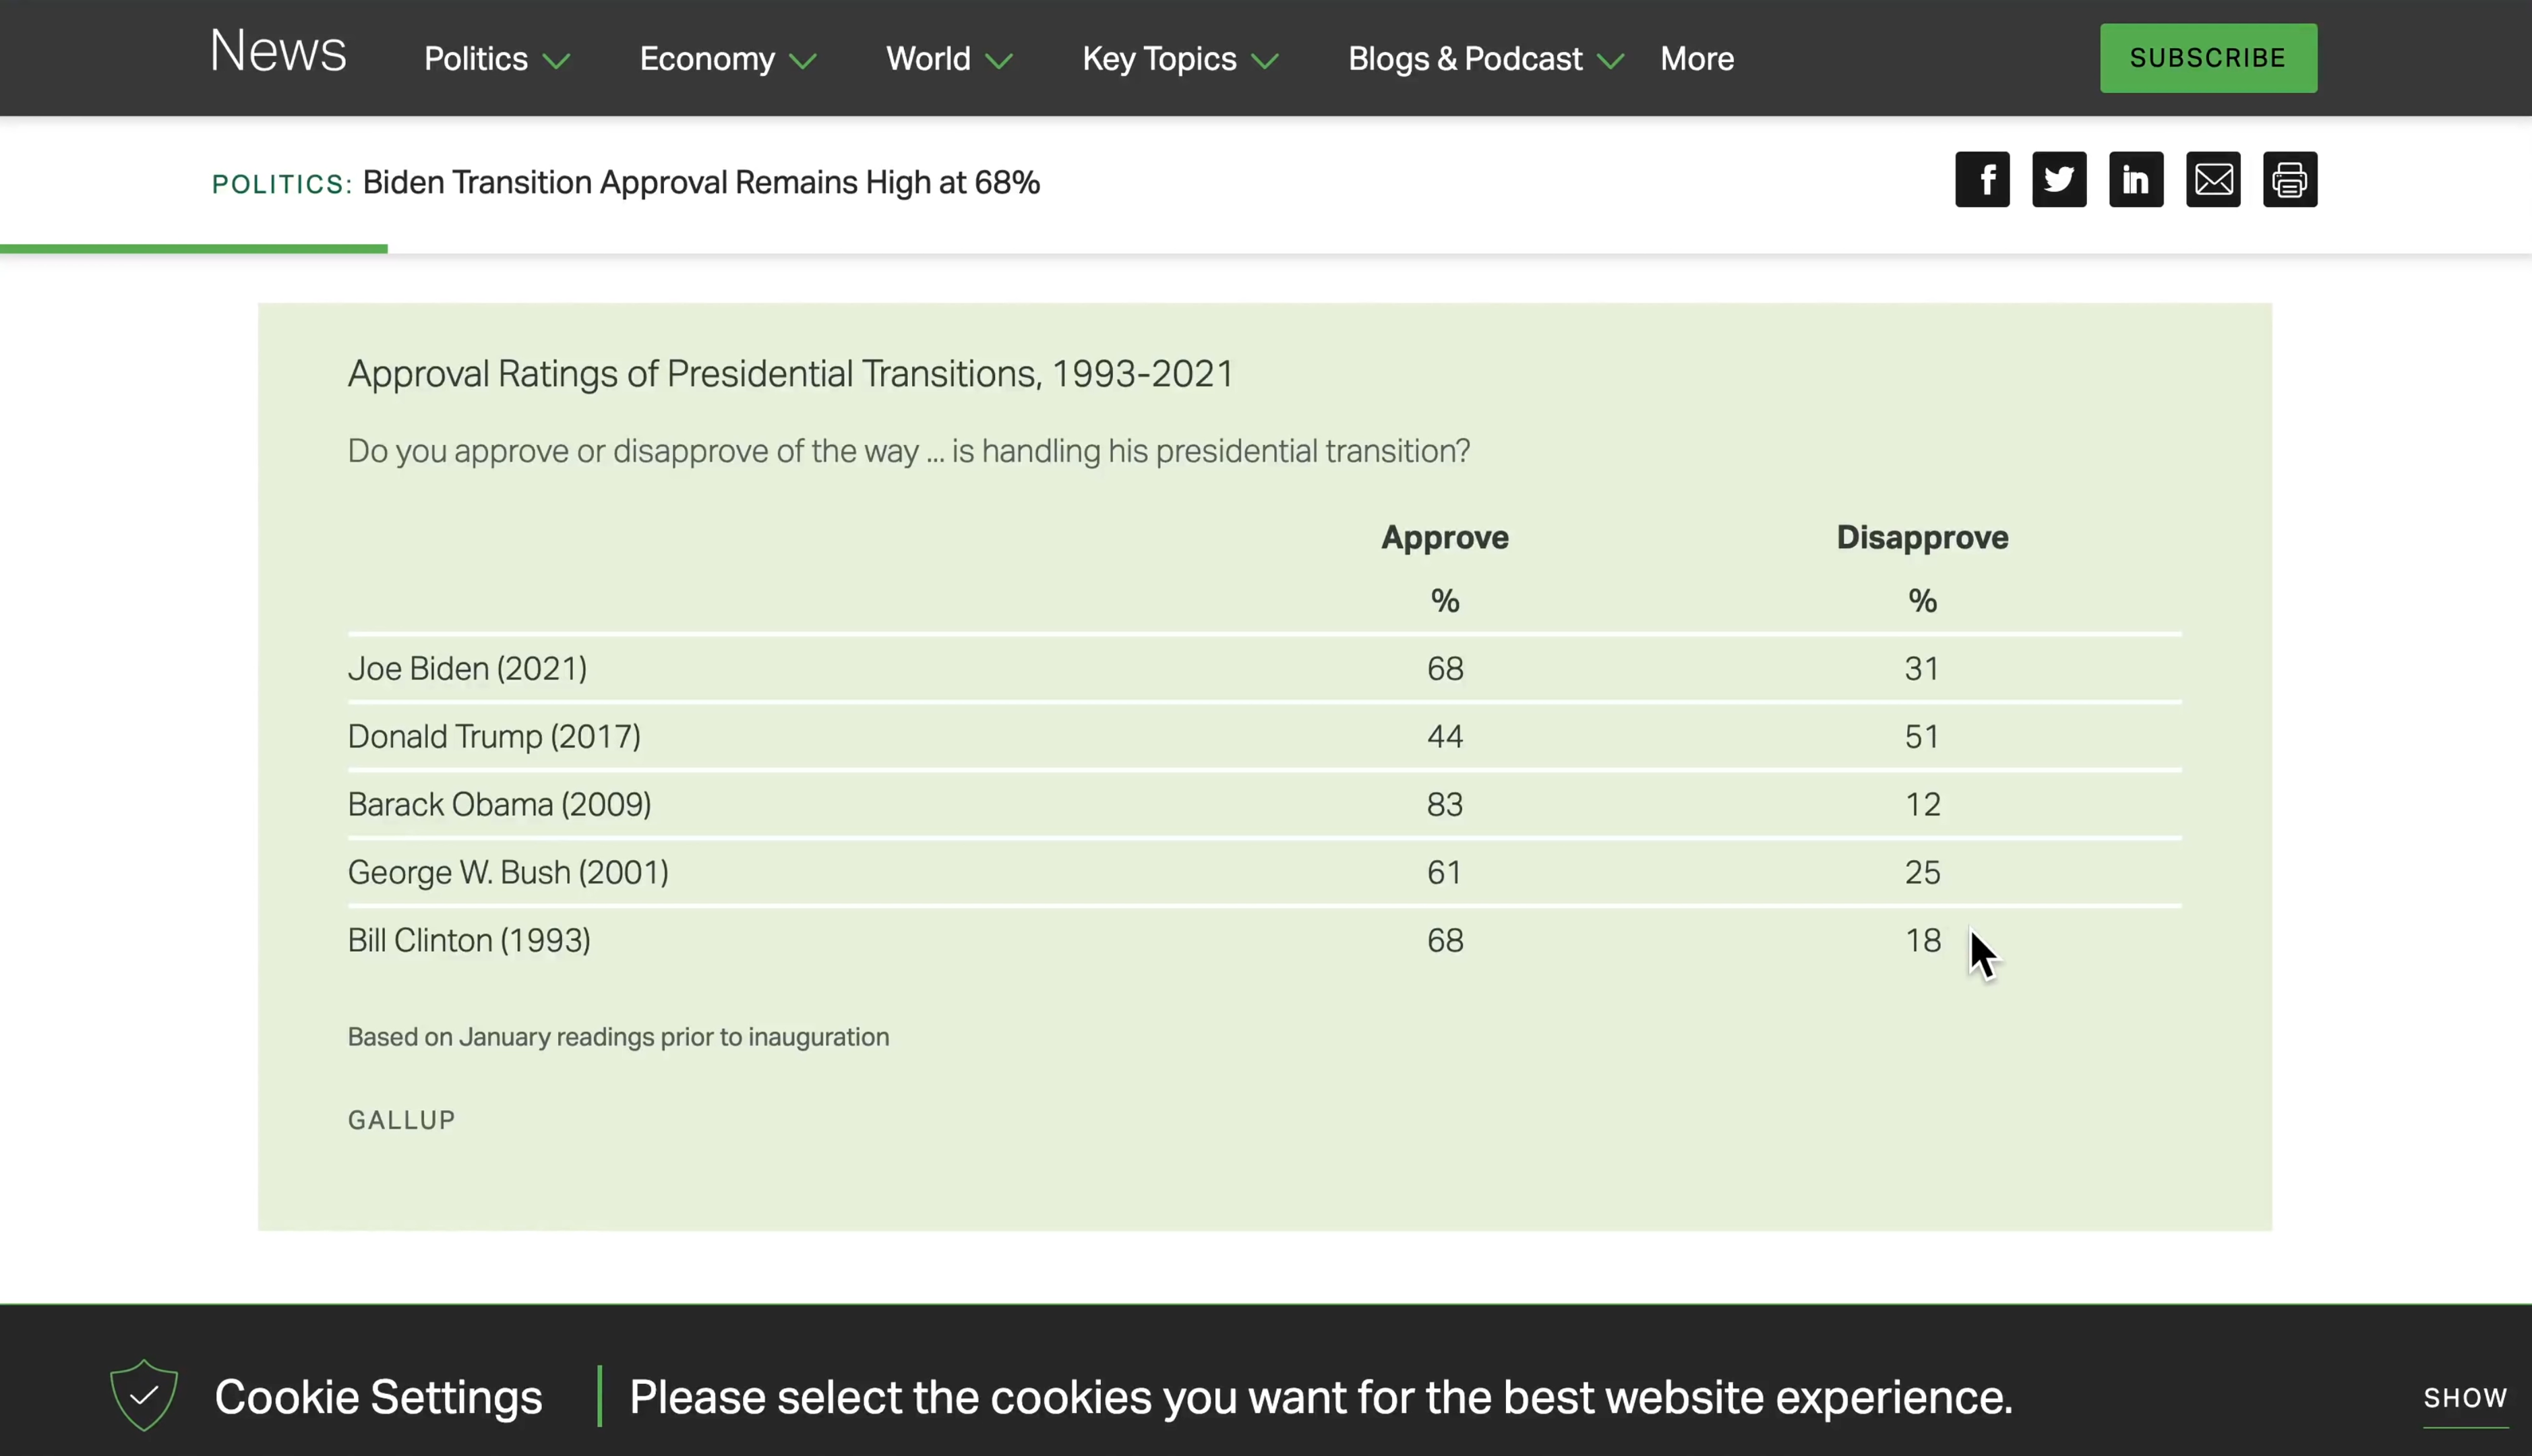 News Politics Economy World Key Topics Blogs & Podcast More SUBSCRIBE
POLITICS: Biden Transition Approval Remains High at 68%
Approval Ratings of Presidential Transitions, 1993-2021
Do you approve or disapprove of the way ... is handling his presidential transition?
Approve Disapprove
% %
Joe Biden (2021) 68 31
Donald Trump (2017) 44 51
Barack Obama (2009) 83 12
George W. Bush (2001) 61 25
Bill Clinton (1993) 68 18
Based on January readings prior to inauguration
GALLUP
Cookie Settings Please select the cookies you want for the best website experience. SHOW